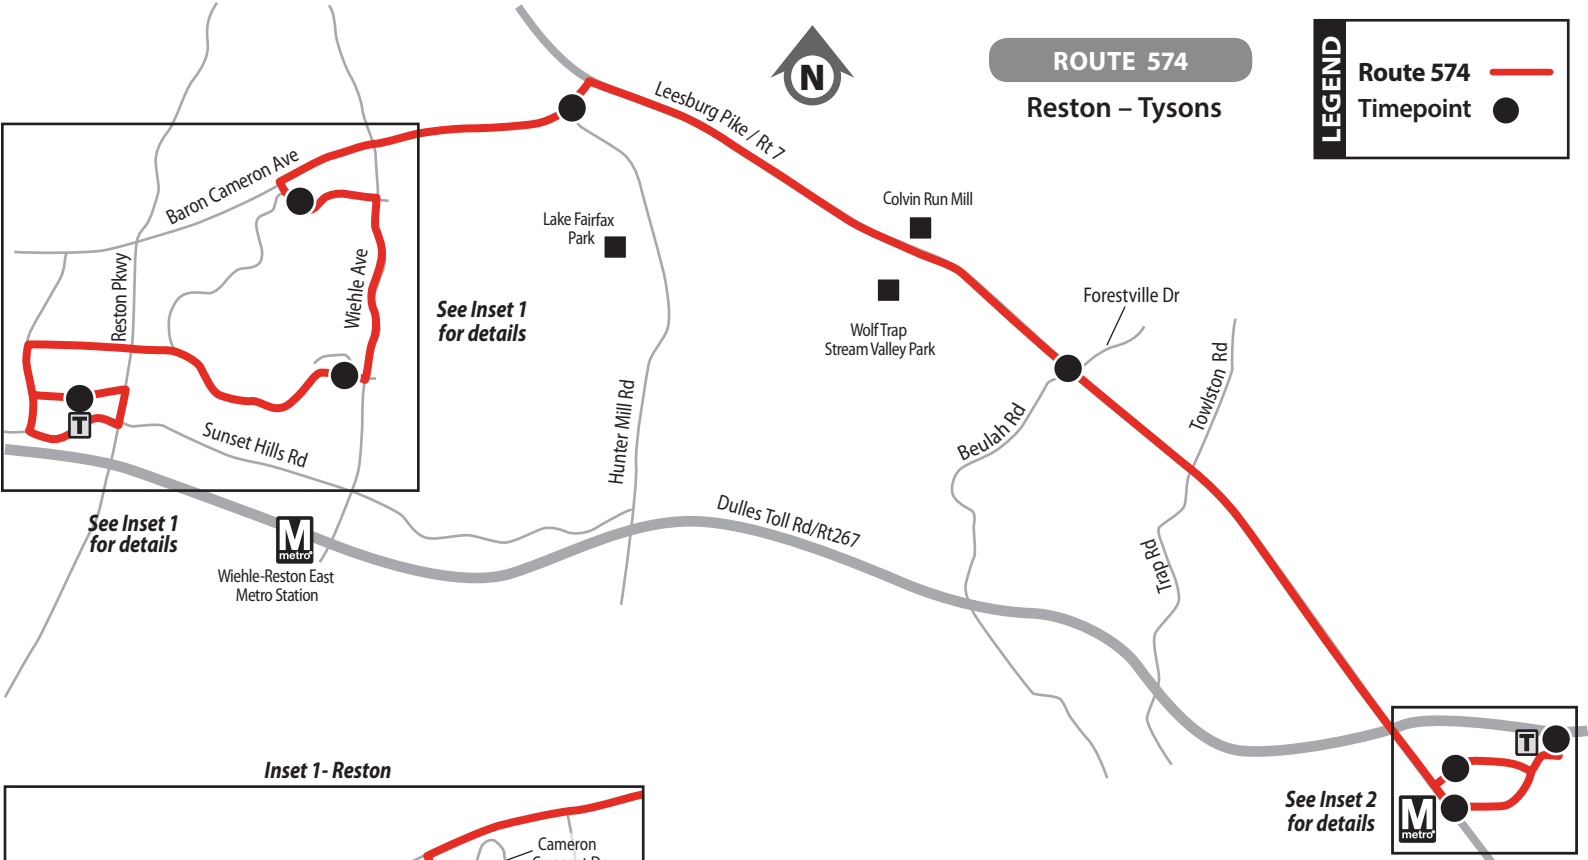 ROUTE 574
Reston – Tysons
LEGEND
Route 574
Timepoint
N
Leesburg Pike / Rt 7
Baron Cameron Ave
Colvin Run Mill
Lake Fairfax
Park
Reston Pkwy
Wiehle Ave
See Inset 1
for details
Forestville Dr
Wolf Trap
Stream Valley Park
Towlston Rd
Hunter Mill Rd
Beulah Rd
T
Sunset Hills Rd
See Inset 1
for details
M
metro
Wiehle-Reston East
Metro Station
Dulles Toll Rd/Rt267
Trap Rd
Inset 1- Reston
T
See Inset 2
for details
M
metro
Cameron
Crescent Dr